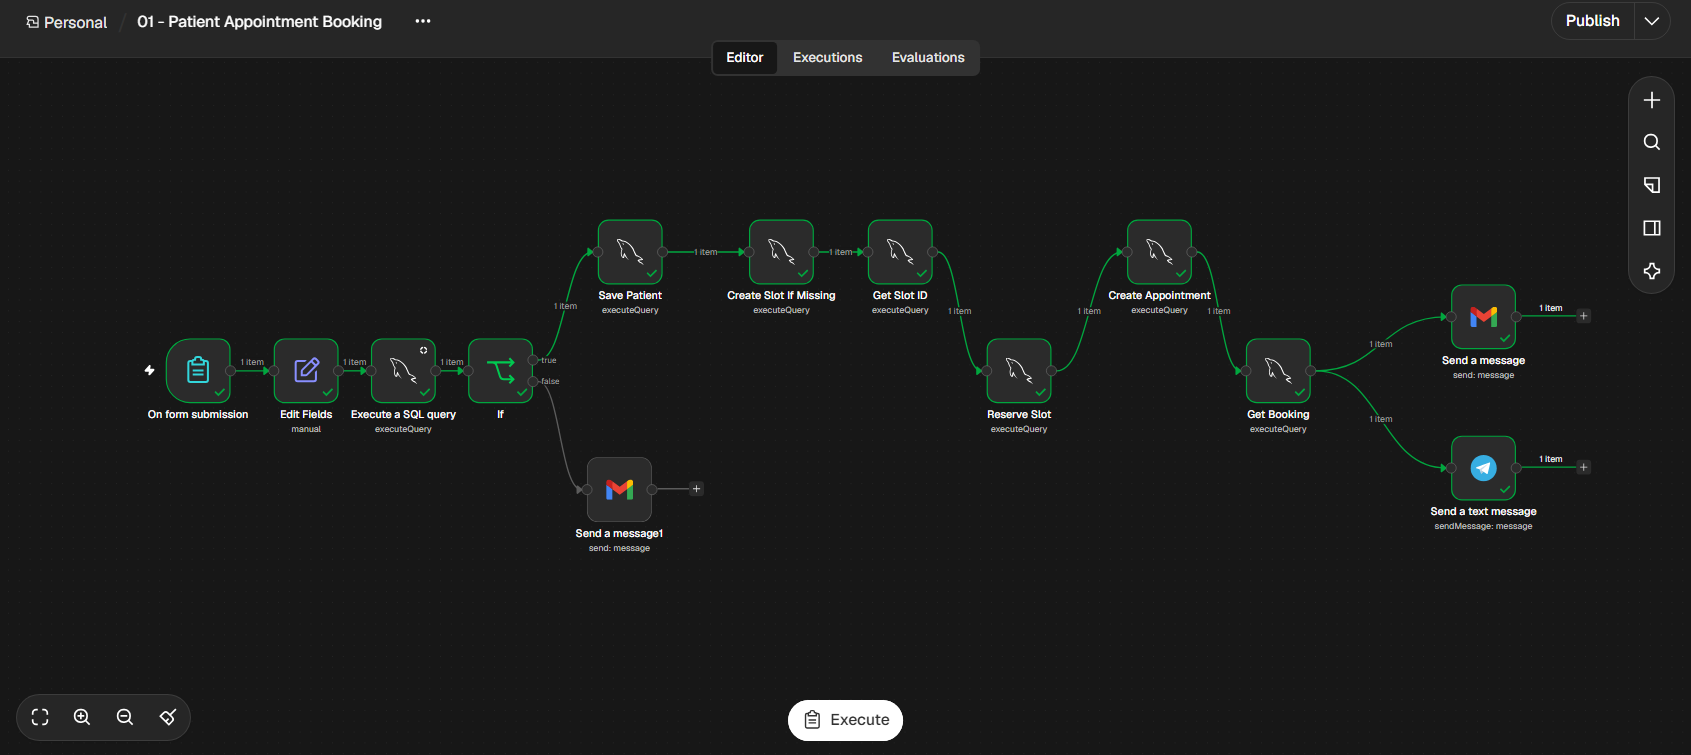 Personal / 01 - Patient Appointment Booking ...
Publish
Editor Executions Evaluations
1 item 1 item
Save Patient Create Slot If Missing Get Slot ID Create Appointment
executeQuery executeQuery executeQuery executeQuery
1 item 1 item 1 item 1 item
1 item
1 item
Send a message
send: message
1 item 1 item 1 item true
false
On form submission Edit Fields Execute a SQL query If Reserve Slot Get Booking
manual executeQuery executeQuery executeQuery
1 item
1 item
Send a text message
sendMessage: message
Send a message1
send: message
Execute